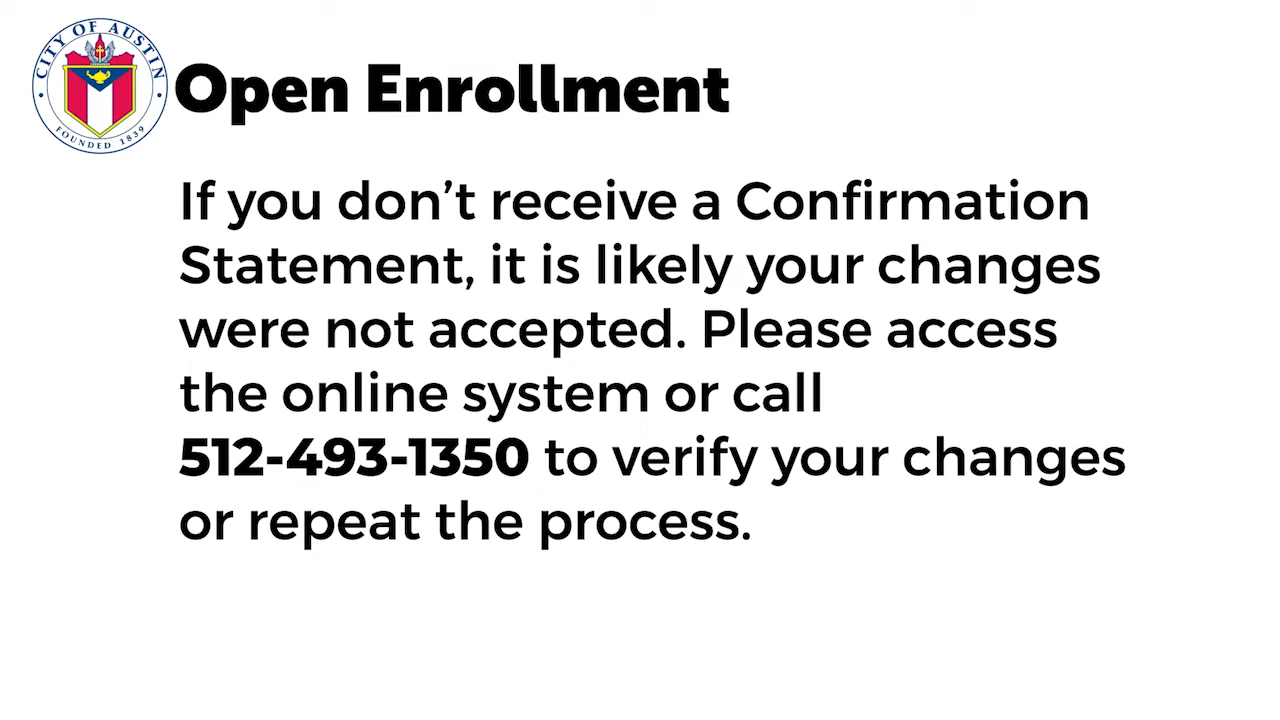 CITY OF AUSTIN
FOUNDED 1839
Open Enrollment
If you don’t receive a Confirmation
Statement, it is likely your changes
were not accepted. Please access
the online system or call
512-493-1350 to verify your changes
or repeat the process.